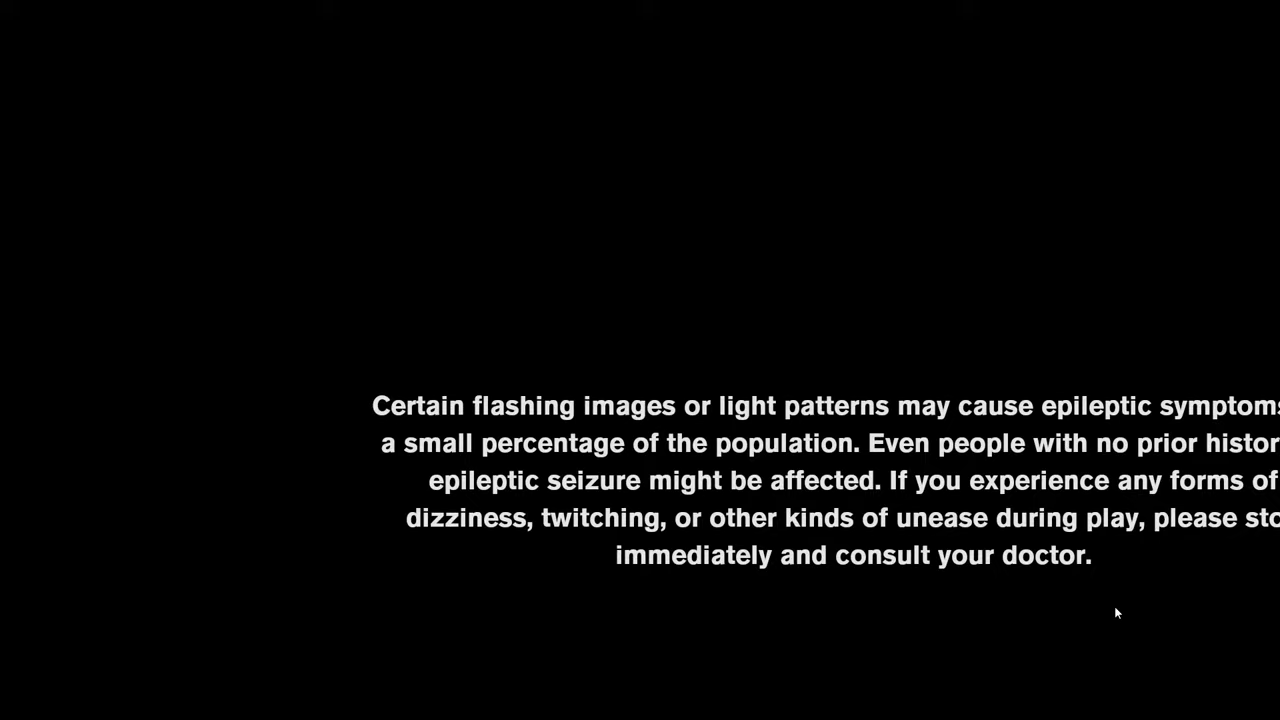 Certain flashing images or light patterns may cause epileptic symptoms
a small percentage of the population. Even people with no prior histor
epileptic seizure might be affected. If you experience any forms of
dizziness, twitching, or other kinds of unease during play, please sto
immediately and consult your doctor.